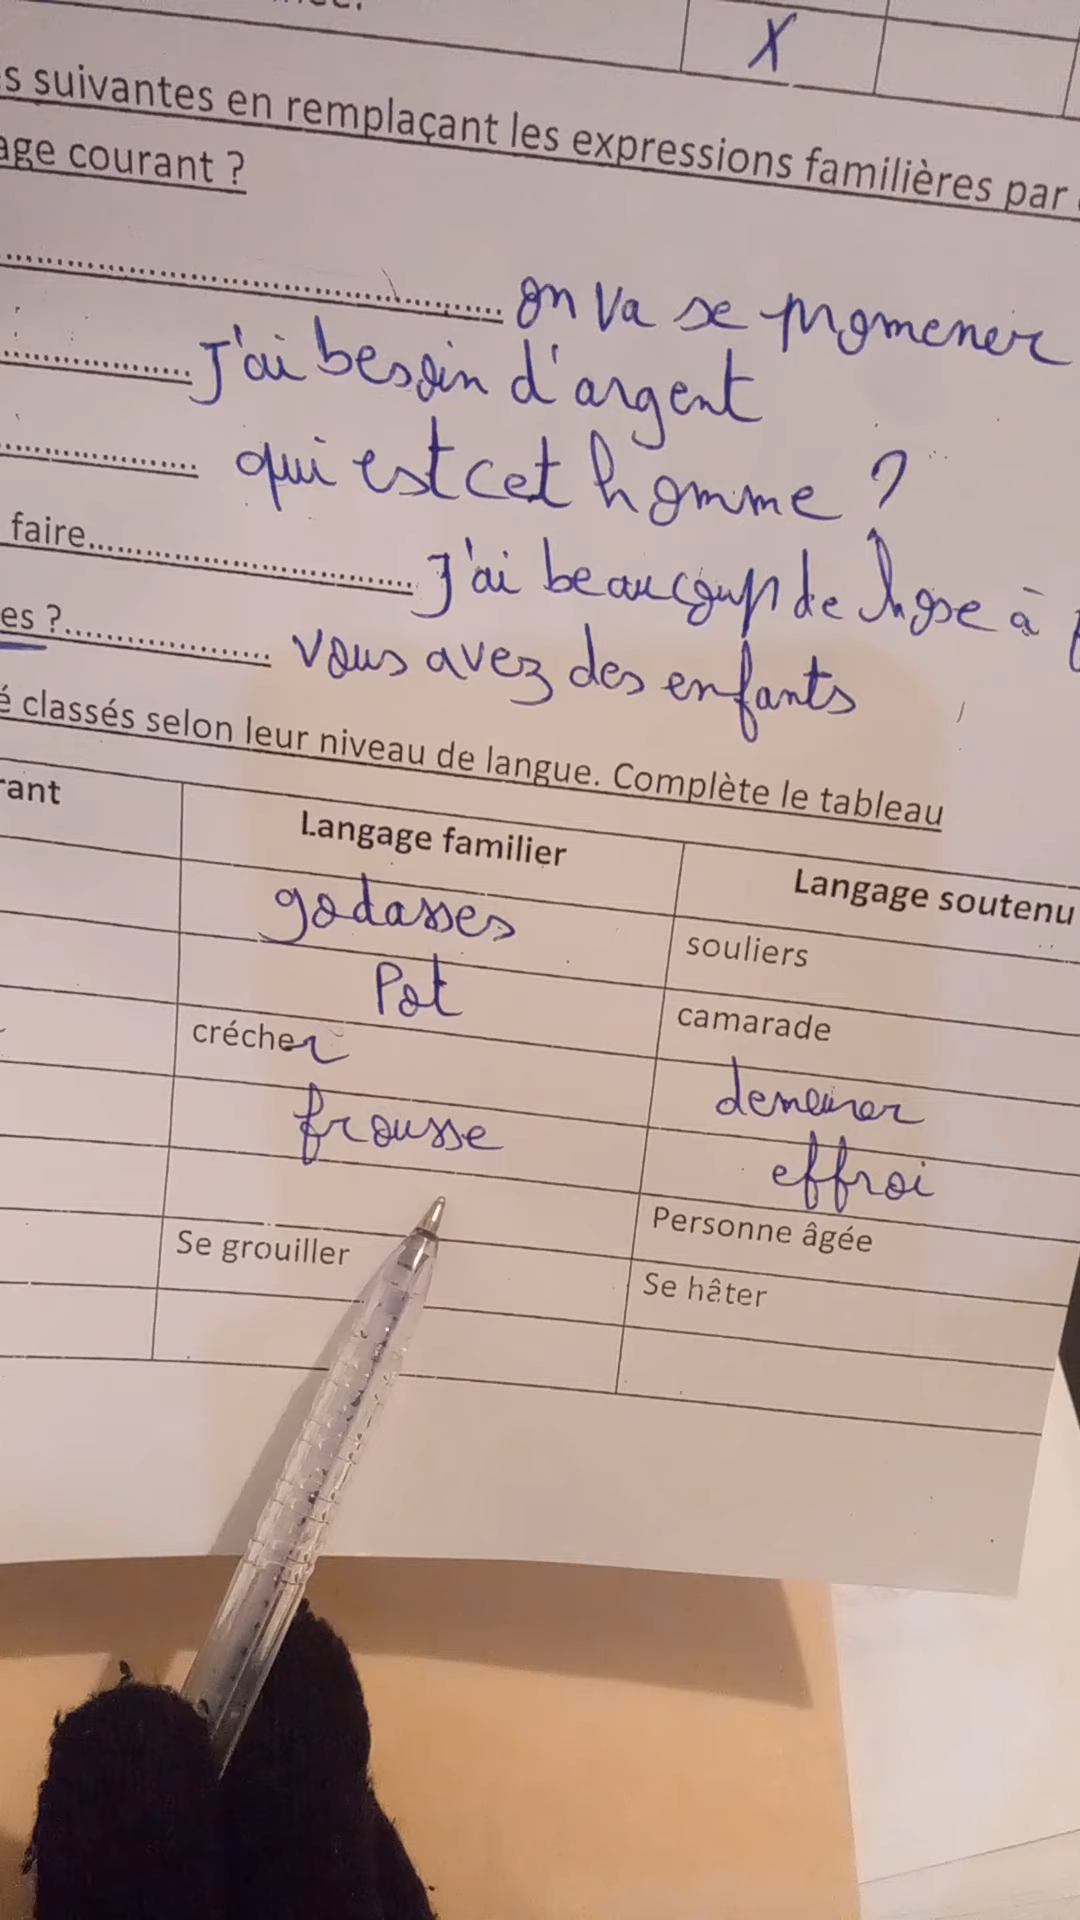 X
s suivantes en remplaçant les expressions familières par
age courant ?
on va se promener
J'ai besoin d'argent
qui est cet homme ?
faire
J'ai beaucoup de chose à
es ?
vous avez des enfants
é classés selon leur niveau de langue. Complète le tableau
rant Langage familier Langage soutenu
godasses souliers
Pot camarade
crécher demeurer
frousse effroi
Personne âgée
Se grouiller Se hâter